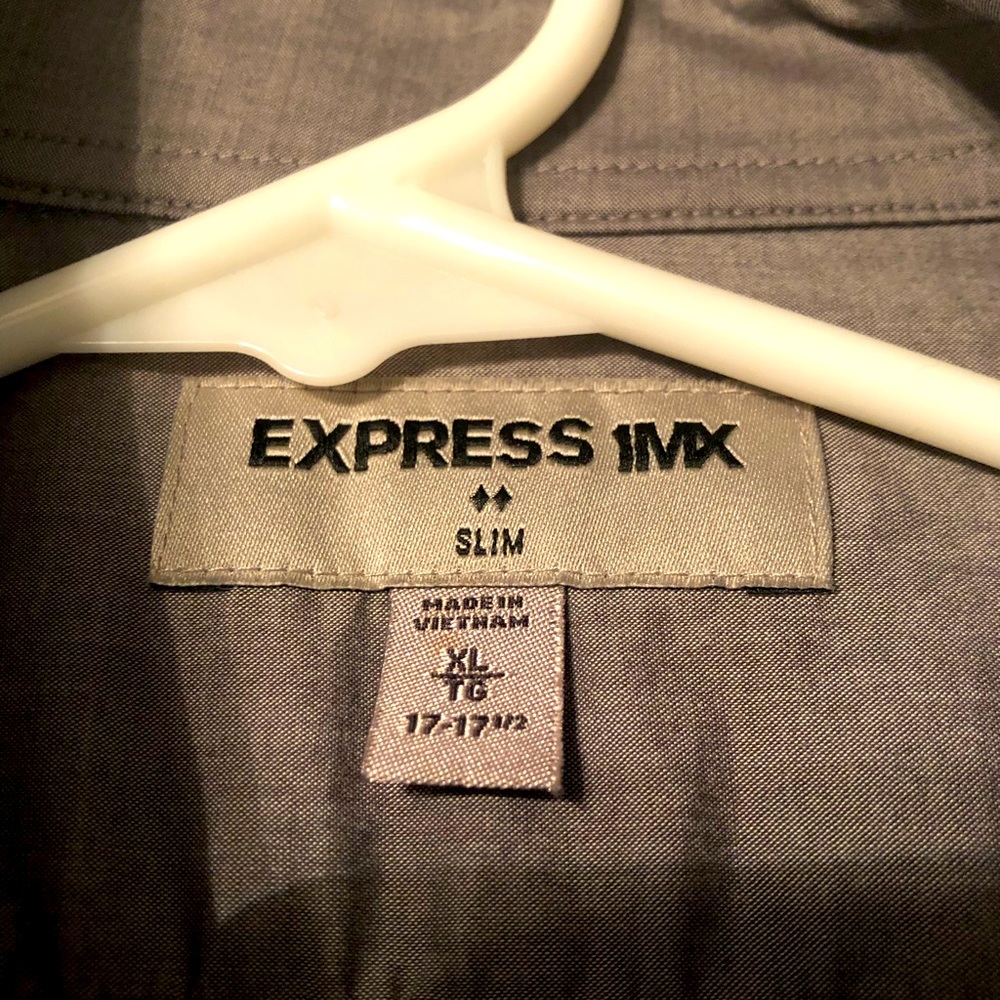 EXPRESS 1MX
SLIM
MADE IN
VIETNAM
XL
TG
17-17 1/2